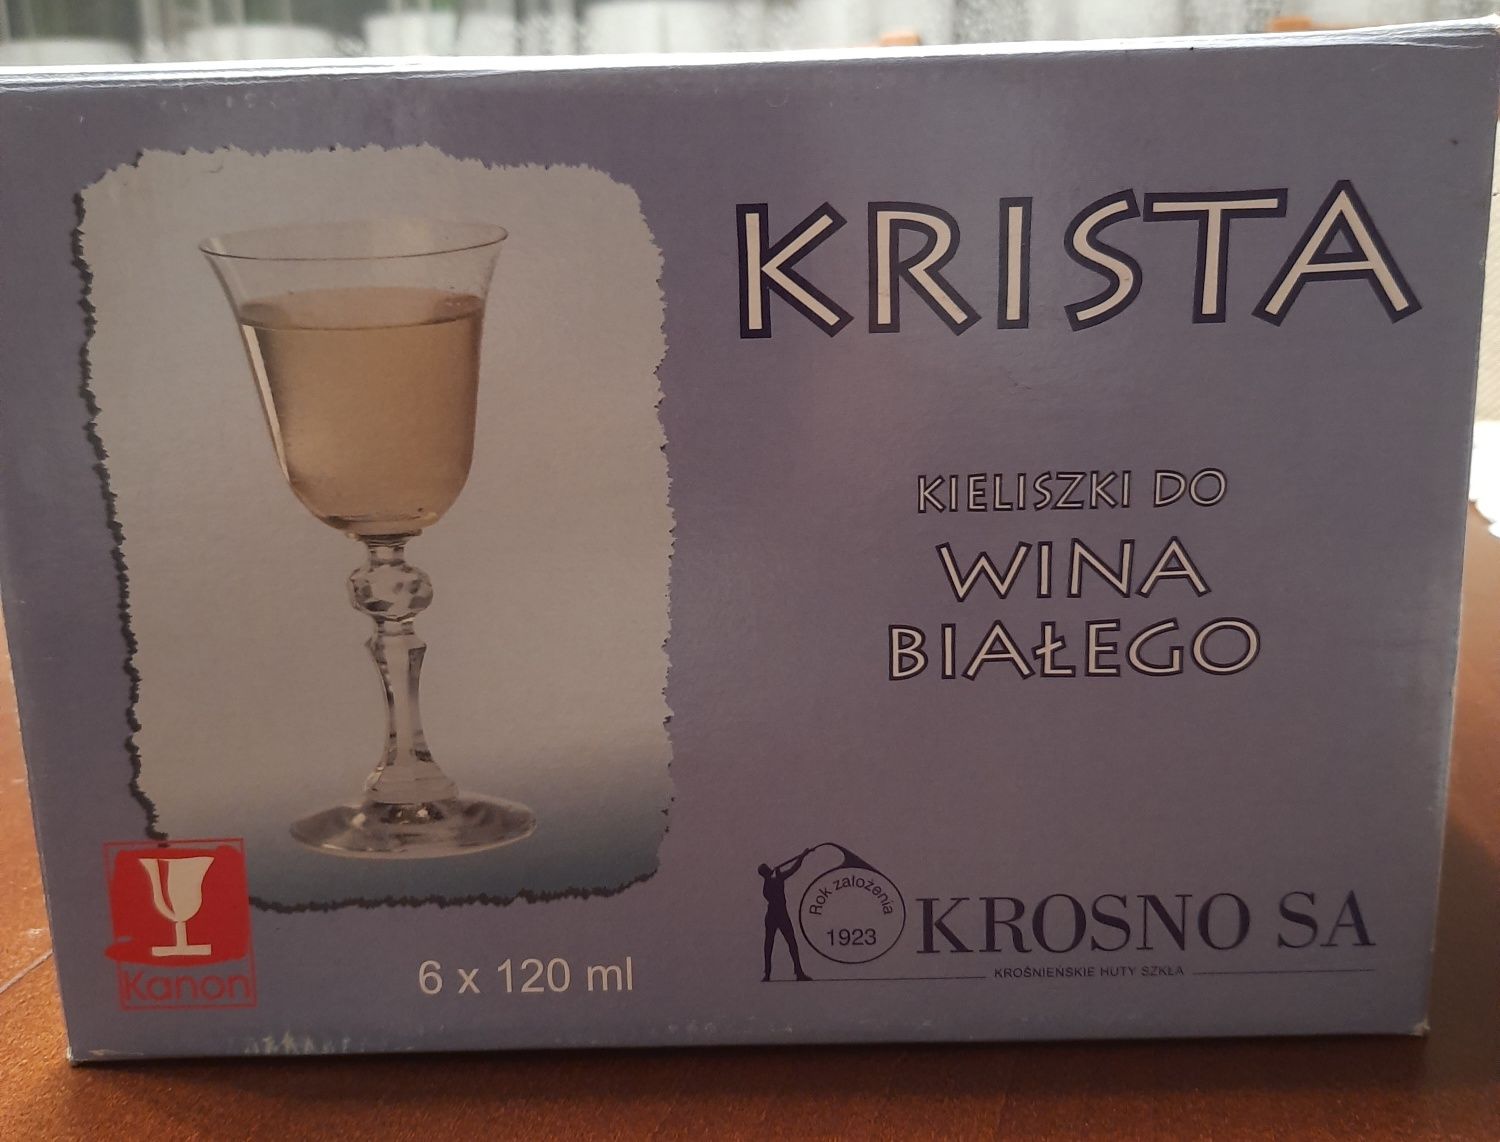 KRISTA
KIELISZKI DO
WINA
BIAŁEGO
Kanon
6 x 120 ml
Rok założenia
1923
KROSNO SA
KROŚNIEŃSKIE HUTY SZKŁA